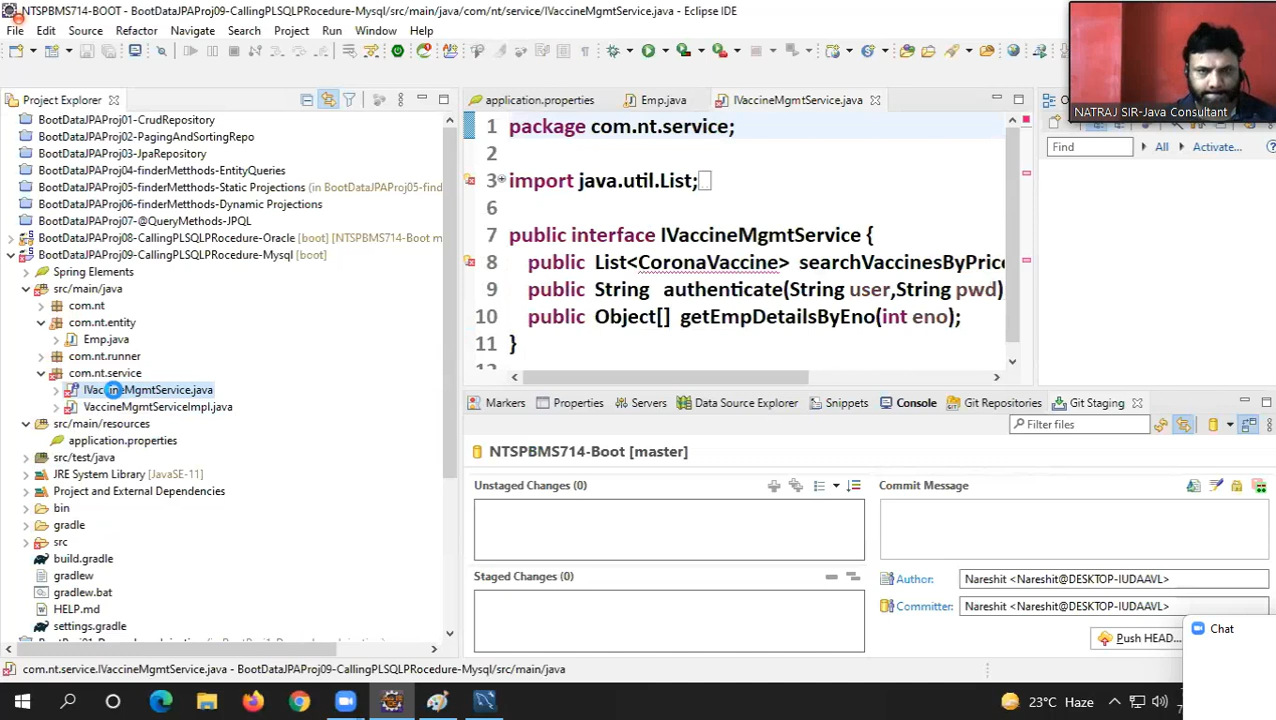 NTSPBMS714-BOOT - BootDataJPAProj09-CallingPLSQLPRocedure-Mysql/src/main/java/com/nt/service/IVaccineMgmtService.java - Eclipse IDE
File Edit Source Refactor Navigate Search Project Run Window Help
NATRAJ SIR-Java Consultant
Project Explorer
BootDataJPAProj01-CrudRepository
BootDataJPAProj02-PagingAndSortingRepo
BootDataJPAProj03-JpaRepository
BootDataJPAProj04-finderMetthods-EntityQueries
BootDataJPAProj05-finderMetthods-Static Projections (in BootDataJPAProj05-find
BootDataJPAProj06-finderMetthods-Dynamic Projections
BootDataJPAProj07-@QueryMethods-JPQL
BootDataJPAProj08-CallingPLSQLPRocedure-Oracle [boot] [NTSPBMS714-Boot m
BootDataJPAProj09-CallingPLSQLPRocedure-Mysql [boot]
Spring Elements
src/main/java
com.nt
com.nt.entity
Emp.java
com.nt.runner
com.nt.service
IVaccineMgmtService.java
VaccineMgmtServiceImpl.java
src/main/resources
application.properties
src/test/java
JRE System Library [JavaSE-11]
Project and External Dependencies
bin
gradle
src
build.gradle
gradlew
gradlew.bat
HELP.md
settings.gradle
application.properties Emp.java IVaccineMgmtService.java
1 package com.nt.service;
2
3 import java.util.List;
6
7 public interface IVaccineMgmtService {
8 public List<CoronaVaccine> searchVaccinesByPrice
9 public String authenticate(String user,String pwd)
10 public Object[] getEmpDetailsByEno(int eno);
11 }
Find All Activate...
Markers Properties Servers Data Source Explorer Snippets Console Git Repositories Git Staging
Filter files
NTSPBMS714-Boot [master]
Unstaged Changes (0)
Commit Message
Staged Changes (0)
Author: Nareshit <Nareshit@DESKTOP-IUDAAVL>
Committer: Nareshit <Nareshit@DESKTOP-IUDAAVL>
Push HEAD...
Chat
com.nt.service.IVaccineMgmtService.java - BootDataJPAProj09-CallingPLSQLPRocedure-Mysql/src/main/java
23°C Haze